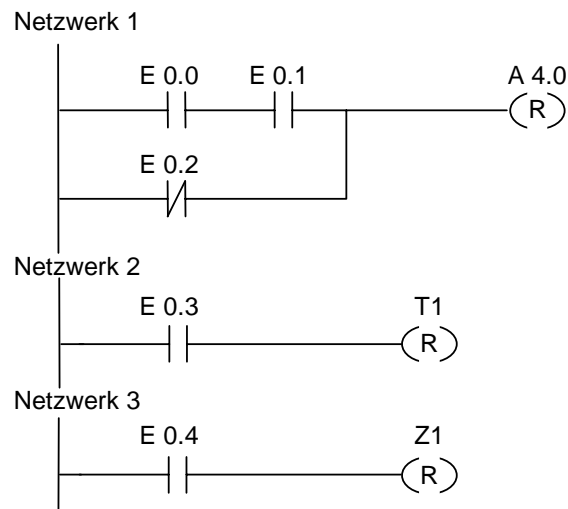 Netzwerk 1
E 0.0 E 0.1 A 4.0
R
E 0.2
Netzwerk 2
E 0.3 T1
R
Netzwerk 3
E 0.4 Z1
R